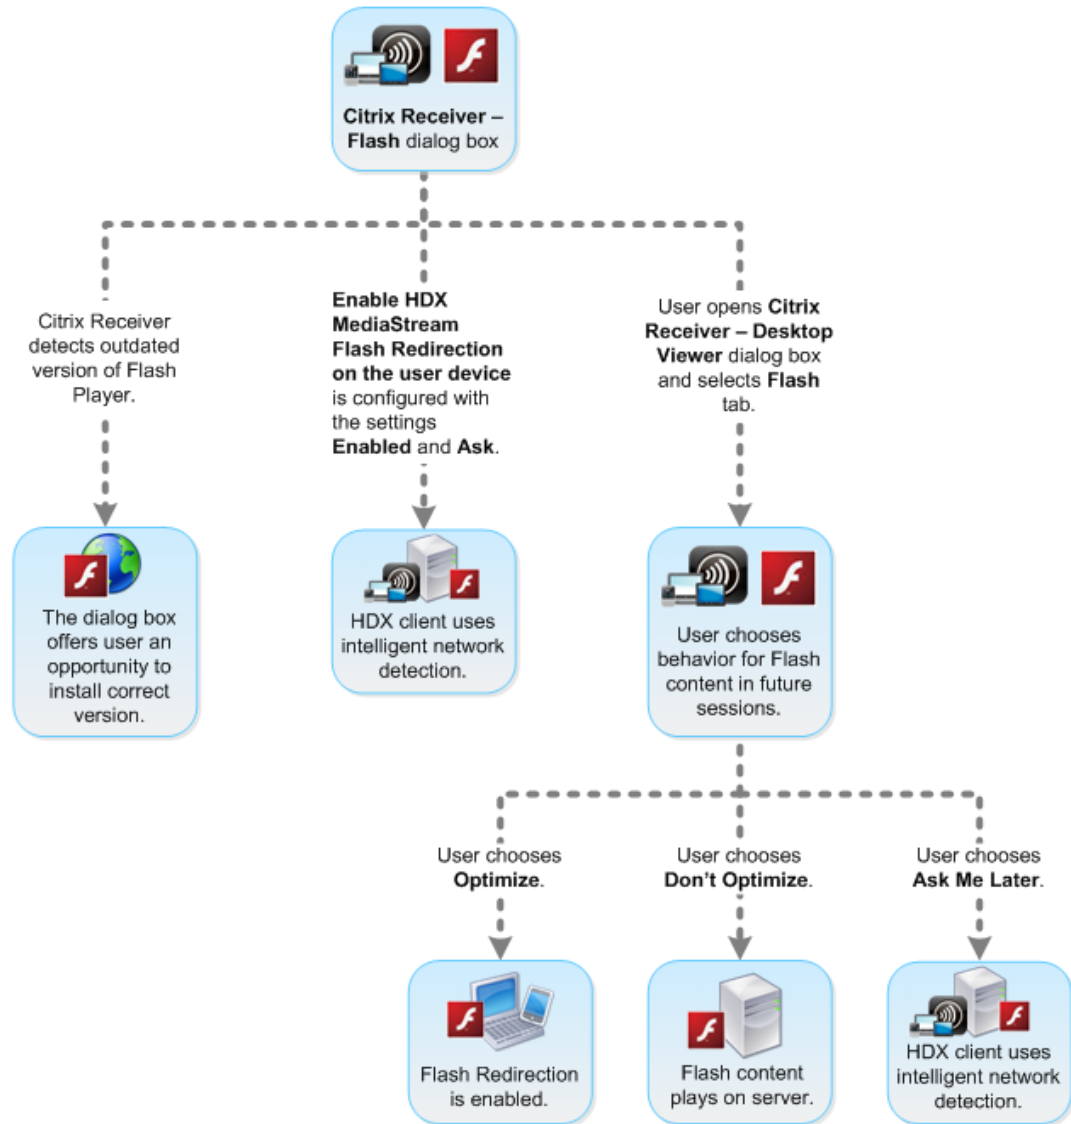 Citrix Receiver –
Flash dialog box
Citrix Receiver
detects outdated
version of Flash
Player.
Enable HDX
MediaStream
Flash Redirection
on the user device
is configured with
the settings
Enabled and Ask.
User opens Citrix
Receiver – Desktop
Viewer dialog box
and selects Flash
tab.
The dialog box
offers user an
opportunity to
install correct
version.
HDX client uses
intelligent network
detection.
User chooses
behavior for Flash
content in future
sessions.
User chooses
Optimize.
User chooses
Don't Optimize.
User chooses
Ask Me Later.
Flash Redirection
is enabled.
Flash content
plays on server.
HDX client uses
intelligent network
detection.